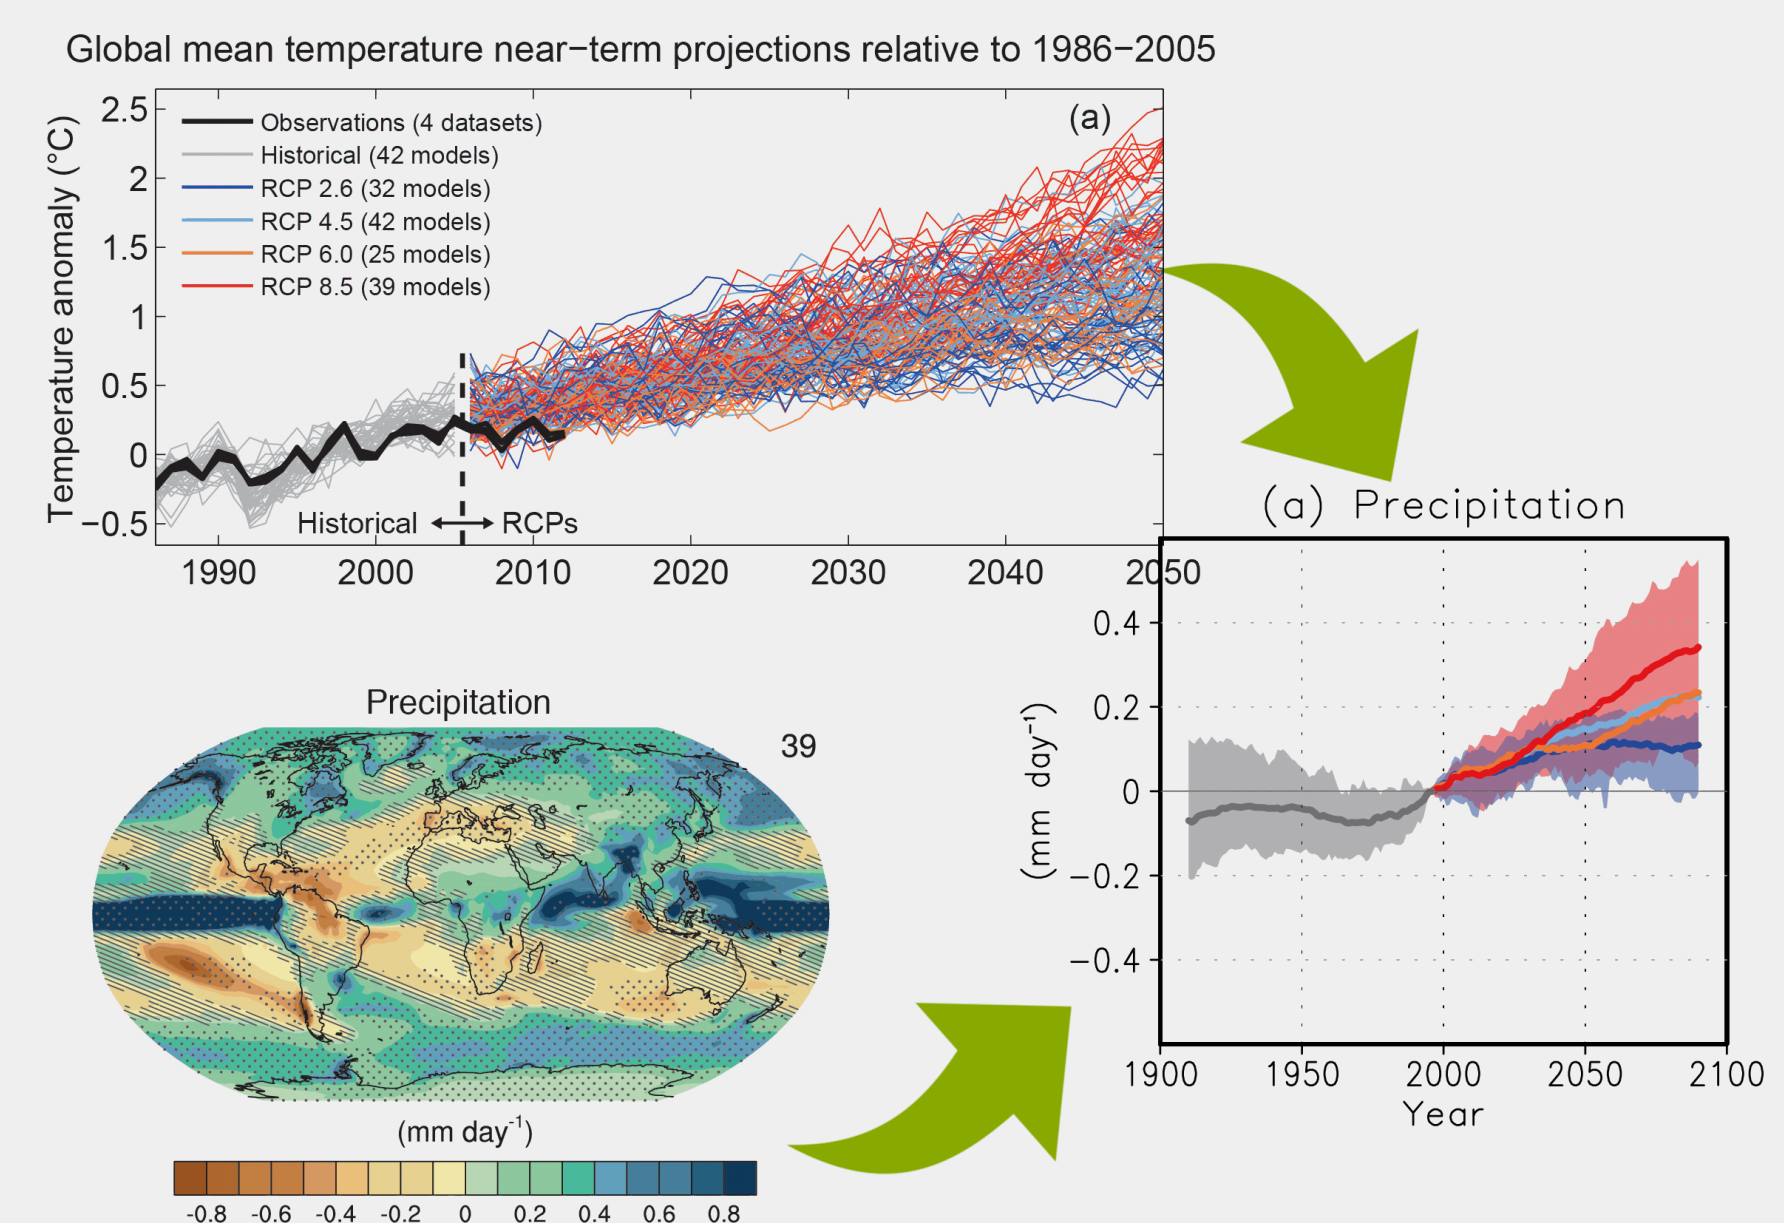 Global mean temperature near−term projections relative to 1986−2005
Temperature anomaly (°C)
2.5
2
1.5
1
0.5
0
−0.5
(a)
Observations (4 datasets)
Historical (42 models)
RCP 2.6 (32 models)
RCP 4.5 (42 models)
RCP 6.0 (25 models)
RCP 8.5 (39 models)
Historical
RCPs
1990 2000 2010 2020 2030 2040 2050
(a) Precipitation
(mm day⁻¹)
0.4
0.2
0
−0.2
−0.4
1900 1950 2000 2050 2100
Year
Precipitation
39
(mm day⁻¹)
-0.8 -0.6 -0.4 -0.2 0 0.2 0.4 0.6 0.8